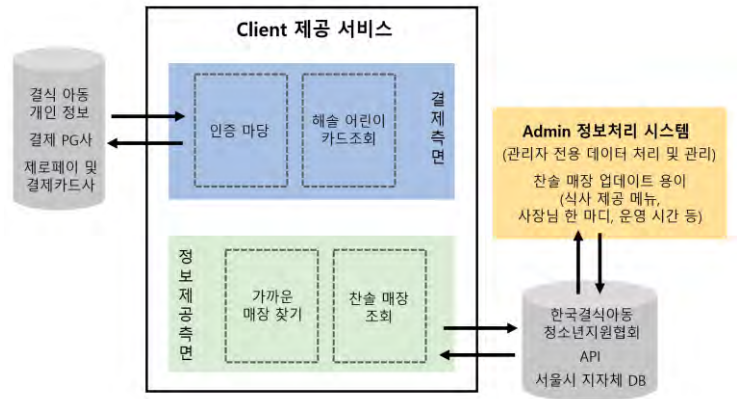 Client 제공 서비스
결식 아동
개인 정보
결제 PG사
제로페이 및
결제카드사
인증 마당
해솔 어린이
카드조회
결제측면
정보제공측면
가까운
매장 찾기
찬솔 매장
조회
Admin 정보처리 시스템
(관리자 전용 데이터 처리 및 관리)
찬솔 매장 업데이트 용이
(식사 제공 메뉴,
사장님 한 마디, 운영 시간 등)
한국결식아동
청소년지원협회
API
서울시 지자체 DB